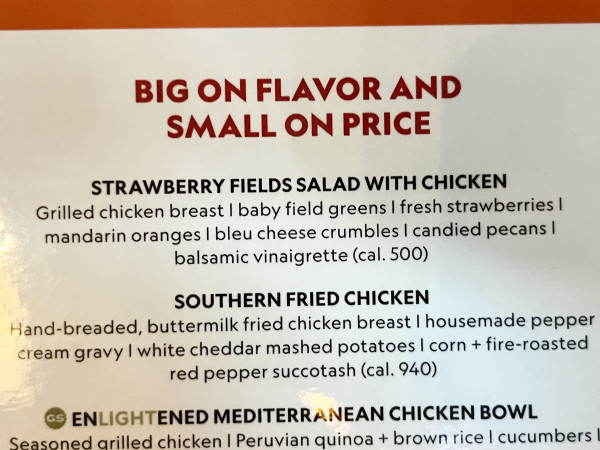 BIG ON FLAVOR AND
SMALL ON PRICE
STRAWBERRY FIELDS SALAD WITH CHICKEN
Grilled chicken breast | baby field greens | fresh strawberries |
mandarin oranges | bleu cheese crumbles | candied pecans |
balsamic vinaigrette (cal. 500)
SOUTHERN FRIED CHICKEN
Hand-breaded, buttermilk fried chicken breast | housemade pepper
cream gravy | white cheddar mashed potatoes | corn + fire-roasted
red pepper succotash (cal. 940)
GS ENLIGHTENED MEDITERRANEAN CHICKEN BOWL
Seasoned grilled chicken | Peruvian quinoa + brown rice | cucumbers |